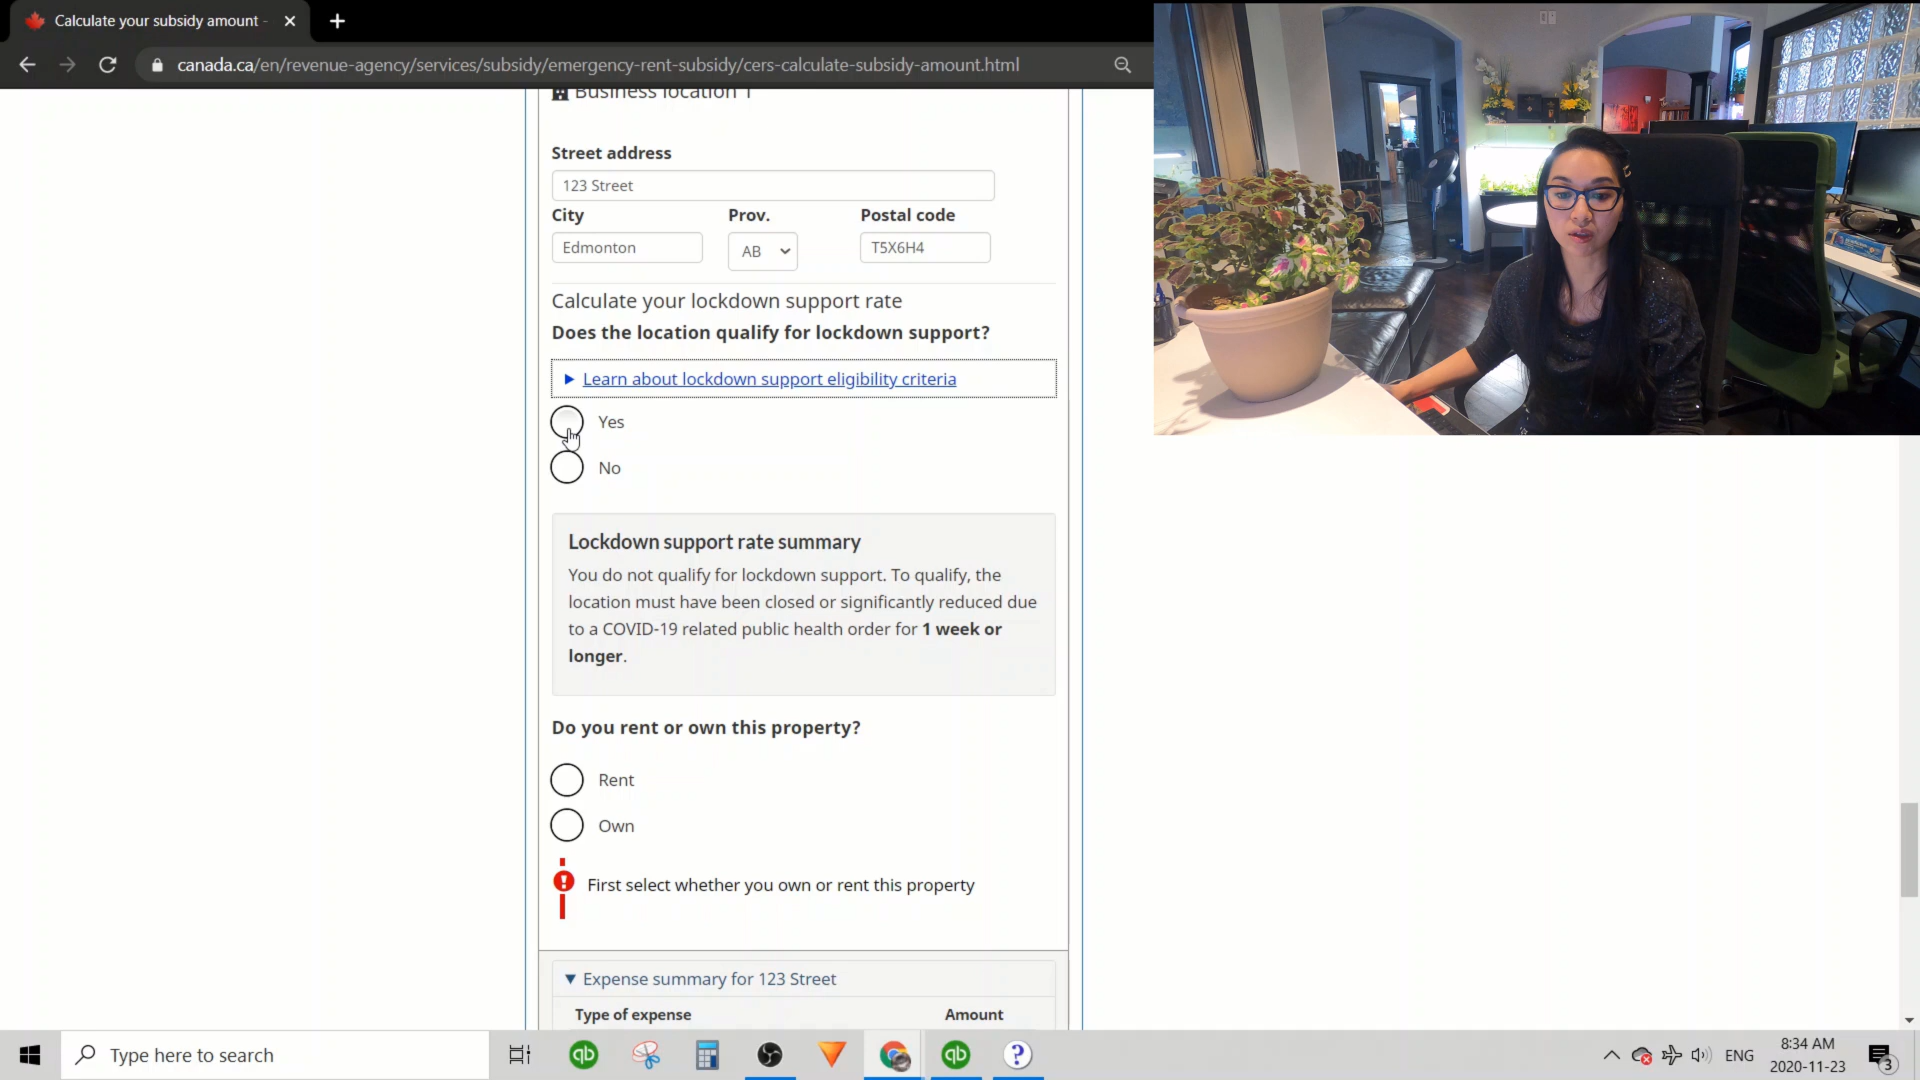 Calculate your subsidy amount -
canada.ca/en/revenue-agency/services/subsidy/emergency-rent-subsidy/cers-calculate-subsidy-amount.html
Business location 1
Street address
123 Street
City Prov. Postal code
Edmonton AB T5X6H4
Calculate your lockdown support rate
Does the location qualify for lockdown support?
Learn about lockdown support eligibility criteria
Yes
No
Lockdown support rate summary
You do not qualify for lockdown support. To qualify, the
location must have been closed or significantly reduced due
to a COVID-19 related public health order for 1 week or
longer.
Do you rent or own this property?
Rent
Own
First select whether you own or rent this property
Expense summary for 123 Street
Type of expense Amount
Type here to search
qb
qb
?
ENG
8:34 AM
2020-11-23
3